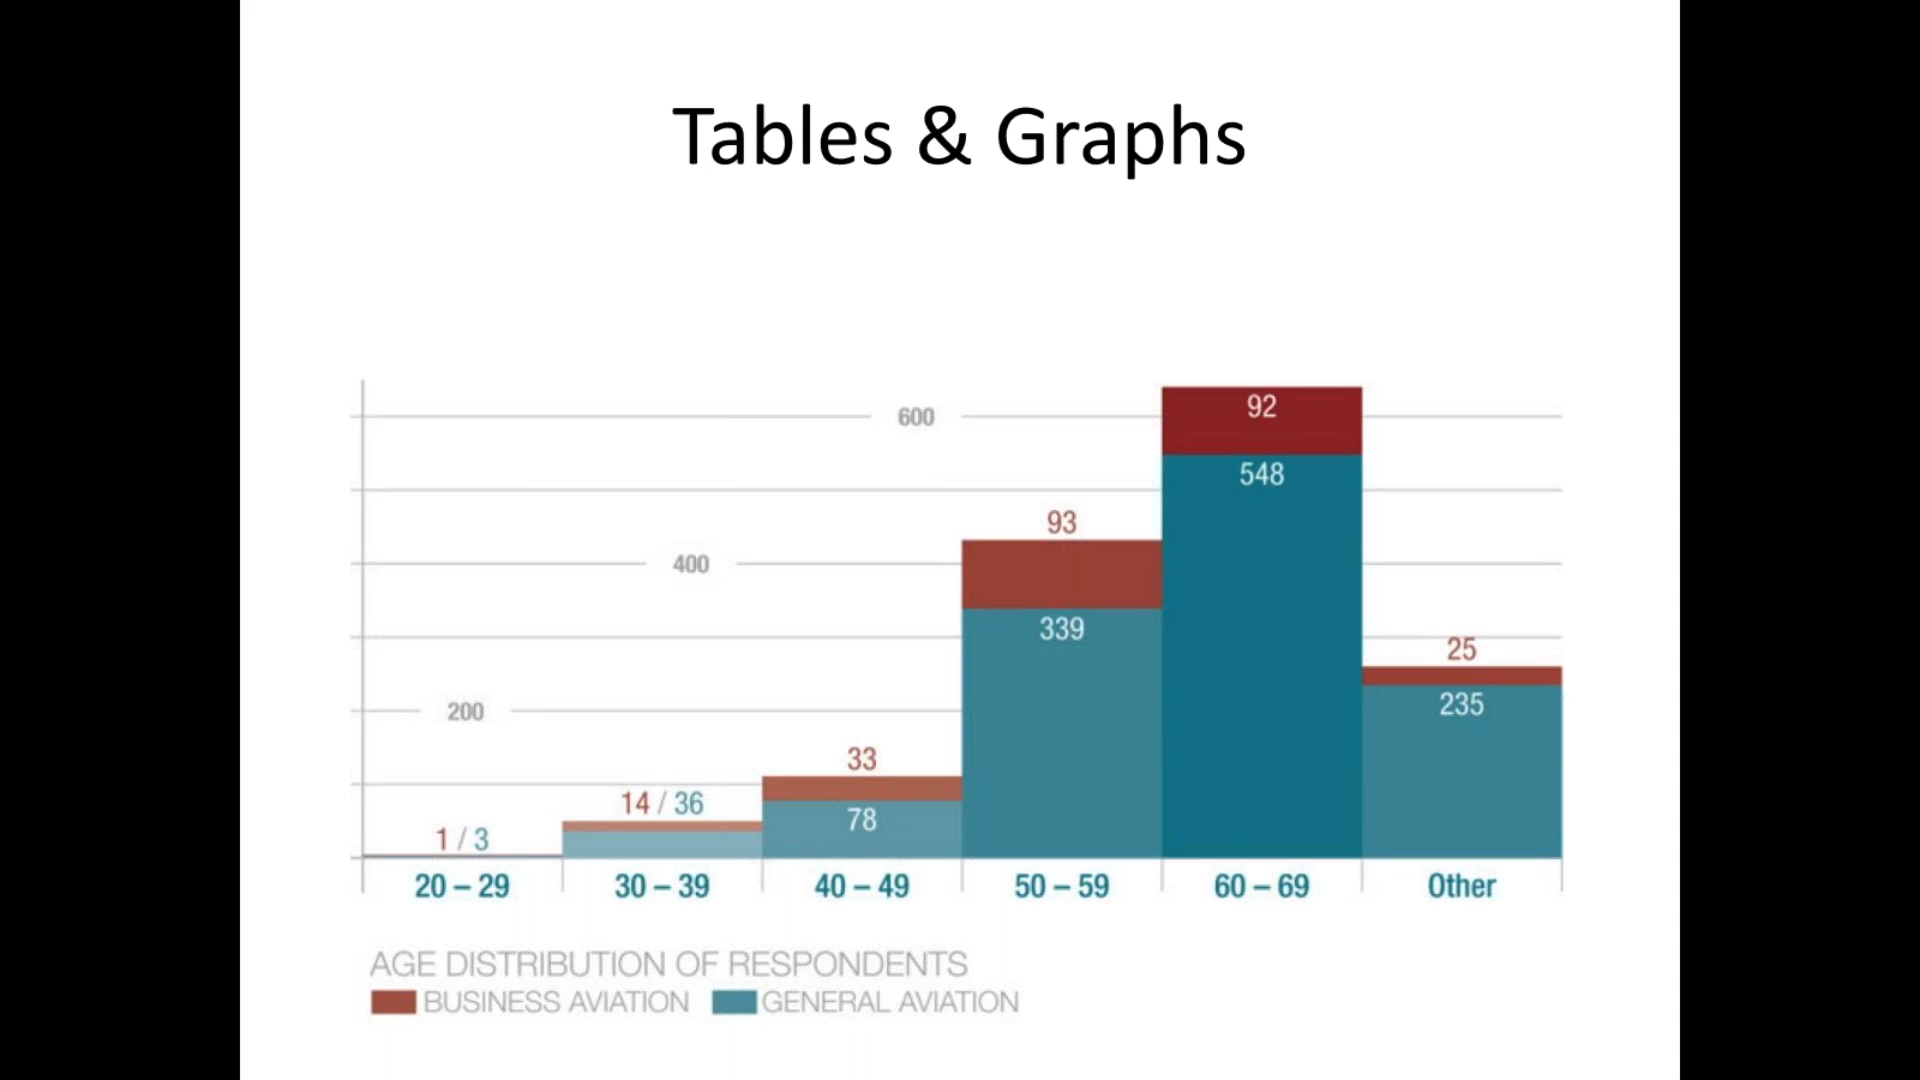 Tables & Graphs
600
92
548
93
400
339
25
200
235
33
14 / 36
78
1 / 3
20 – 29 30 – 39 40 – 49 50 – 59 60 – 69 Other
AGE DISTRIBUTION OF RESPONDENTS
BUSINESS AVIATION GENERAL AVIATION